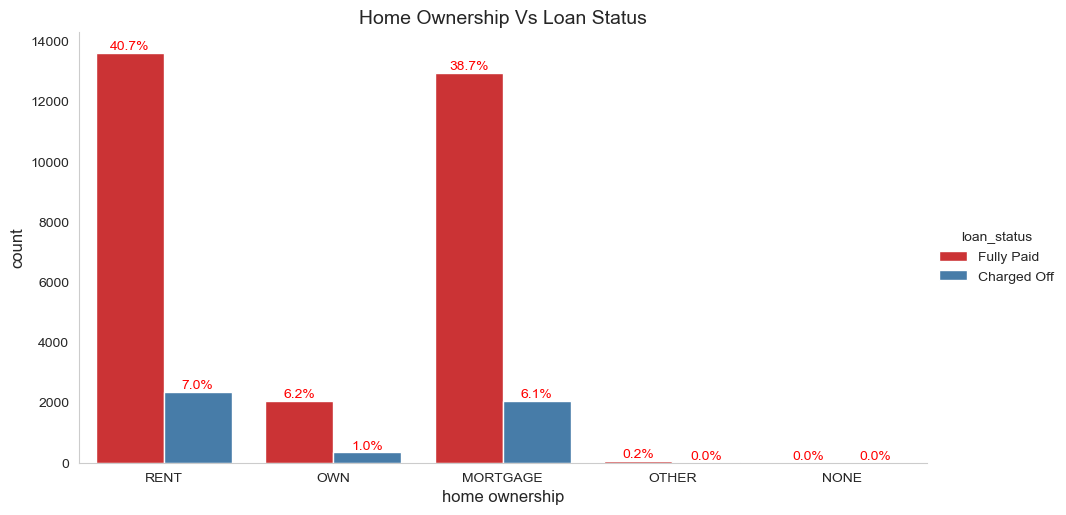 Home Ownership Vs Loan Status
14000
12000
10000
8000
6000
4000
2000
0
count
40.7%
7.0%
6.2%
1.0%
38.7%
6.1%
0.2%
0.0%
0.0%
0.0%
RENT
OWN
MORTGAGE
OTHER
NONE
home ownership
loan_status
Fully Paid
Charged Off